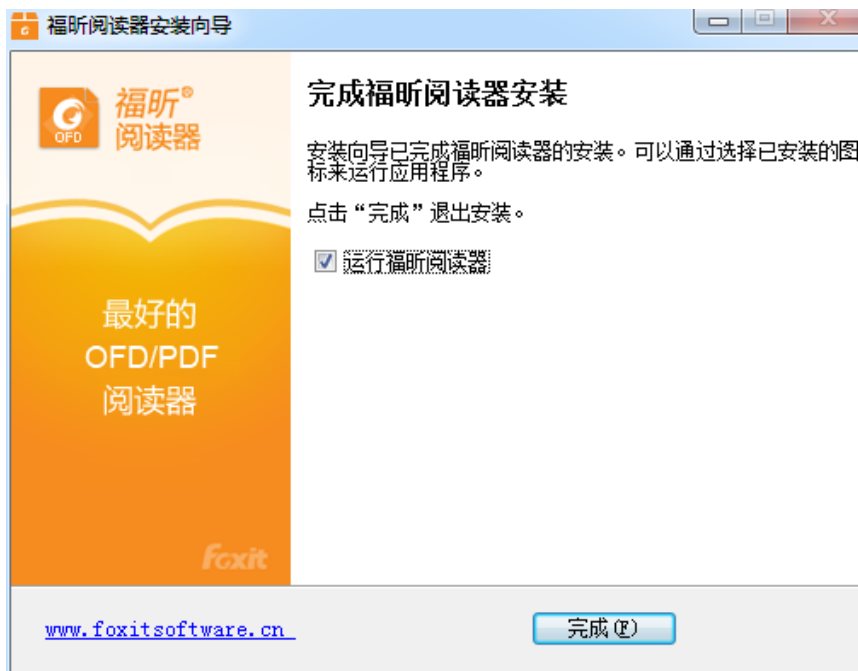 福昕阅读器安装向导
福昕®
阅读器
OFD
完成福昕阅读器安装
安装向导已完成福昕阅读器的安装。可以通过选择已安装的图
标来运行应用程序。
点击“完成”退出安装。
运行福昕阅读器
最好的
OFD/PDF
阅读器
foxit
www.foxitsoftware.cn
完成(F)